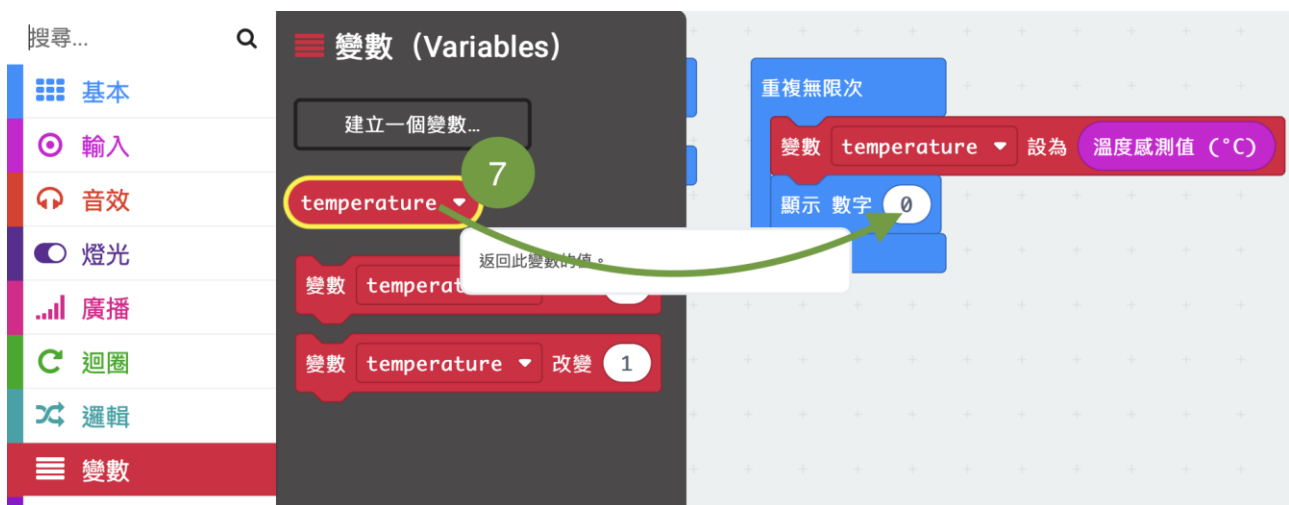 搜尋...
基本
輸入
音效
燈光
廣播
迴圈
邏輯
變數
變數 (Variables)
建立一個變數...
7
temperature
返回此變數的值。
變數 temperat
變數 temperature 改變 1
重複無限次
變數 temperature 設為 溫度感測值 (°C)
顯示 數字 0